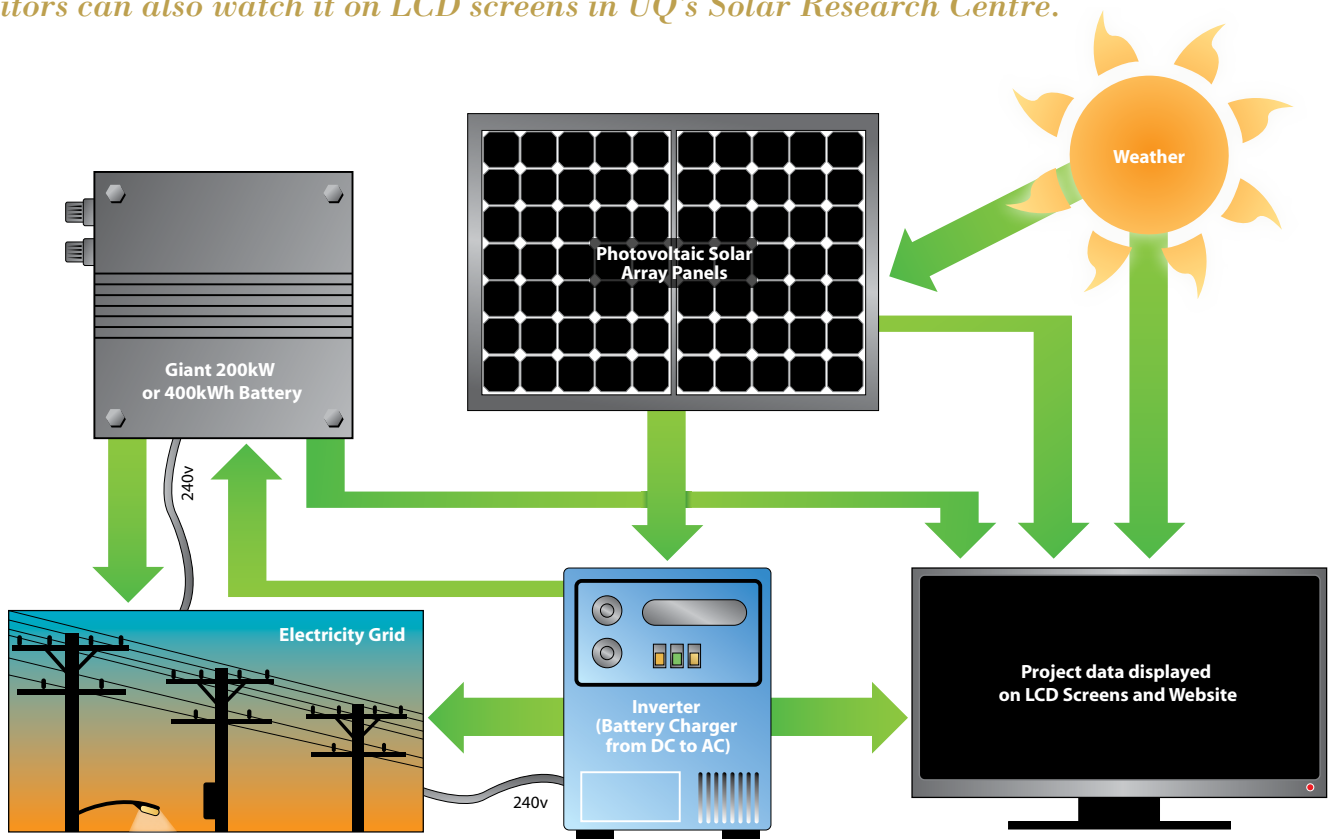 itors can also watch it on LCD screens in UQ's Solar Research Centre.
Weather
Photovoltaic Solar
Array Panels
Giant 200kW
or 400kWh Battery
240v
Electricity Grid
Inverter
(Battery Charger
from DC to AC)
Project data displayed
on LCD Screens and Website
240v